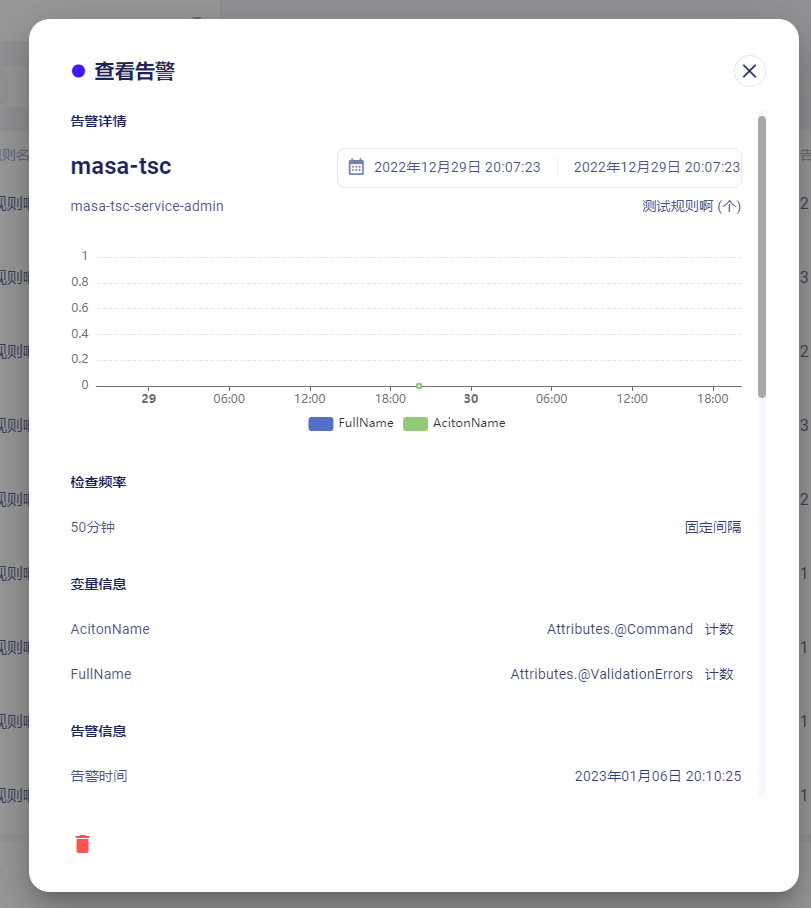 查看告警
告警详情
masa-tsc
2022年12月29日 20:07:23 2022年12月29日 20:07:23
masa-tsc-service-admin 测试规则啊 (个)
1
0.8
0.6
0.4
0.2
0
29 06:00 12:00 18:00 30 06:00 12:00 18:00
FullName AcitonName
检查频率
50分钟 固定间隔
变量信息
AcitonName Attributes.@Command 计数
FullName Attributes.@ValidationErrors 计数
告警信息
告警时间 2023年01月06日 20:10:25